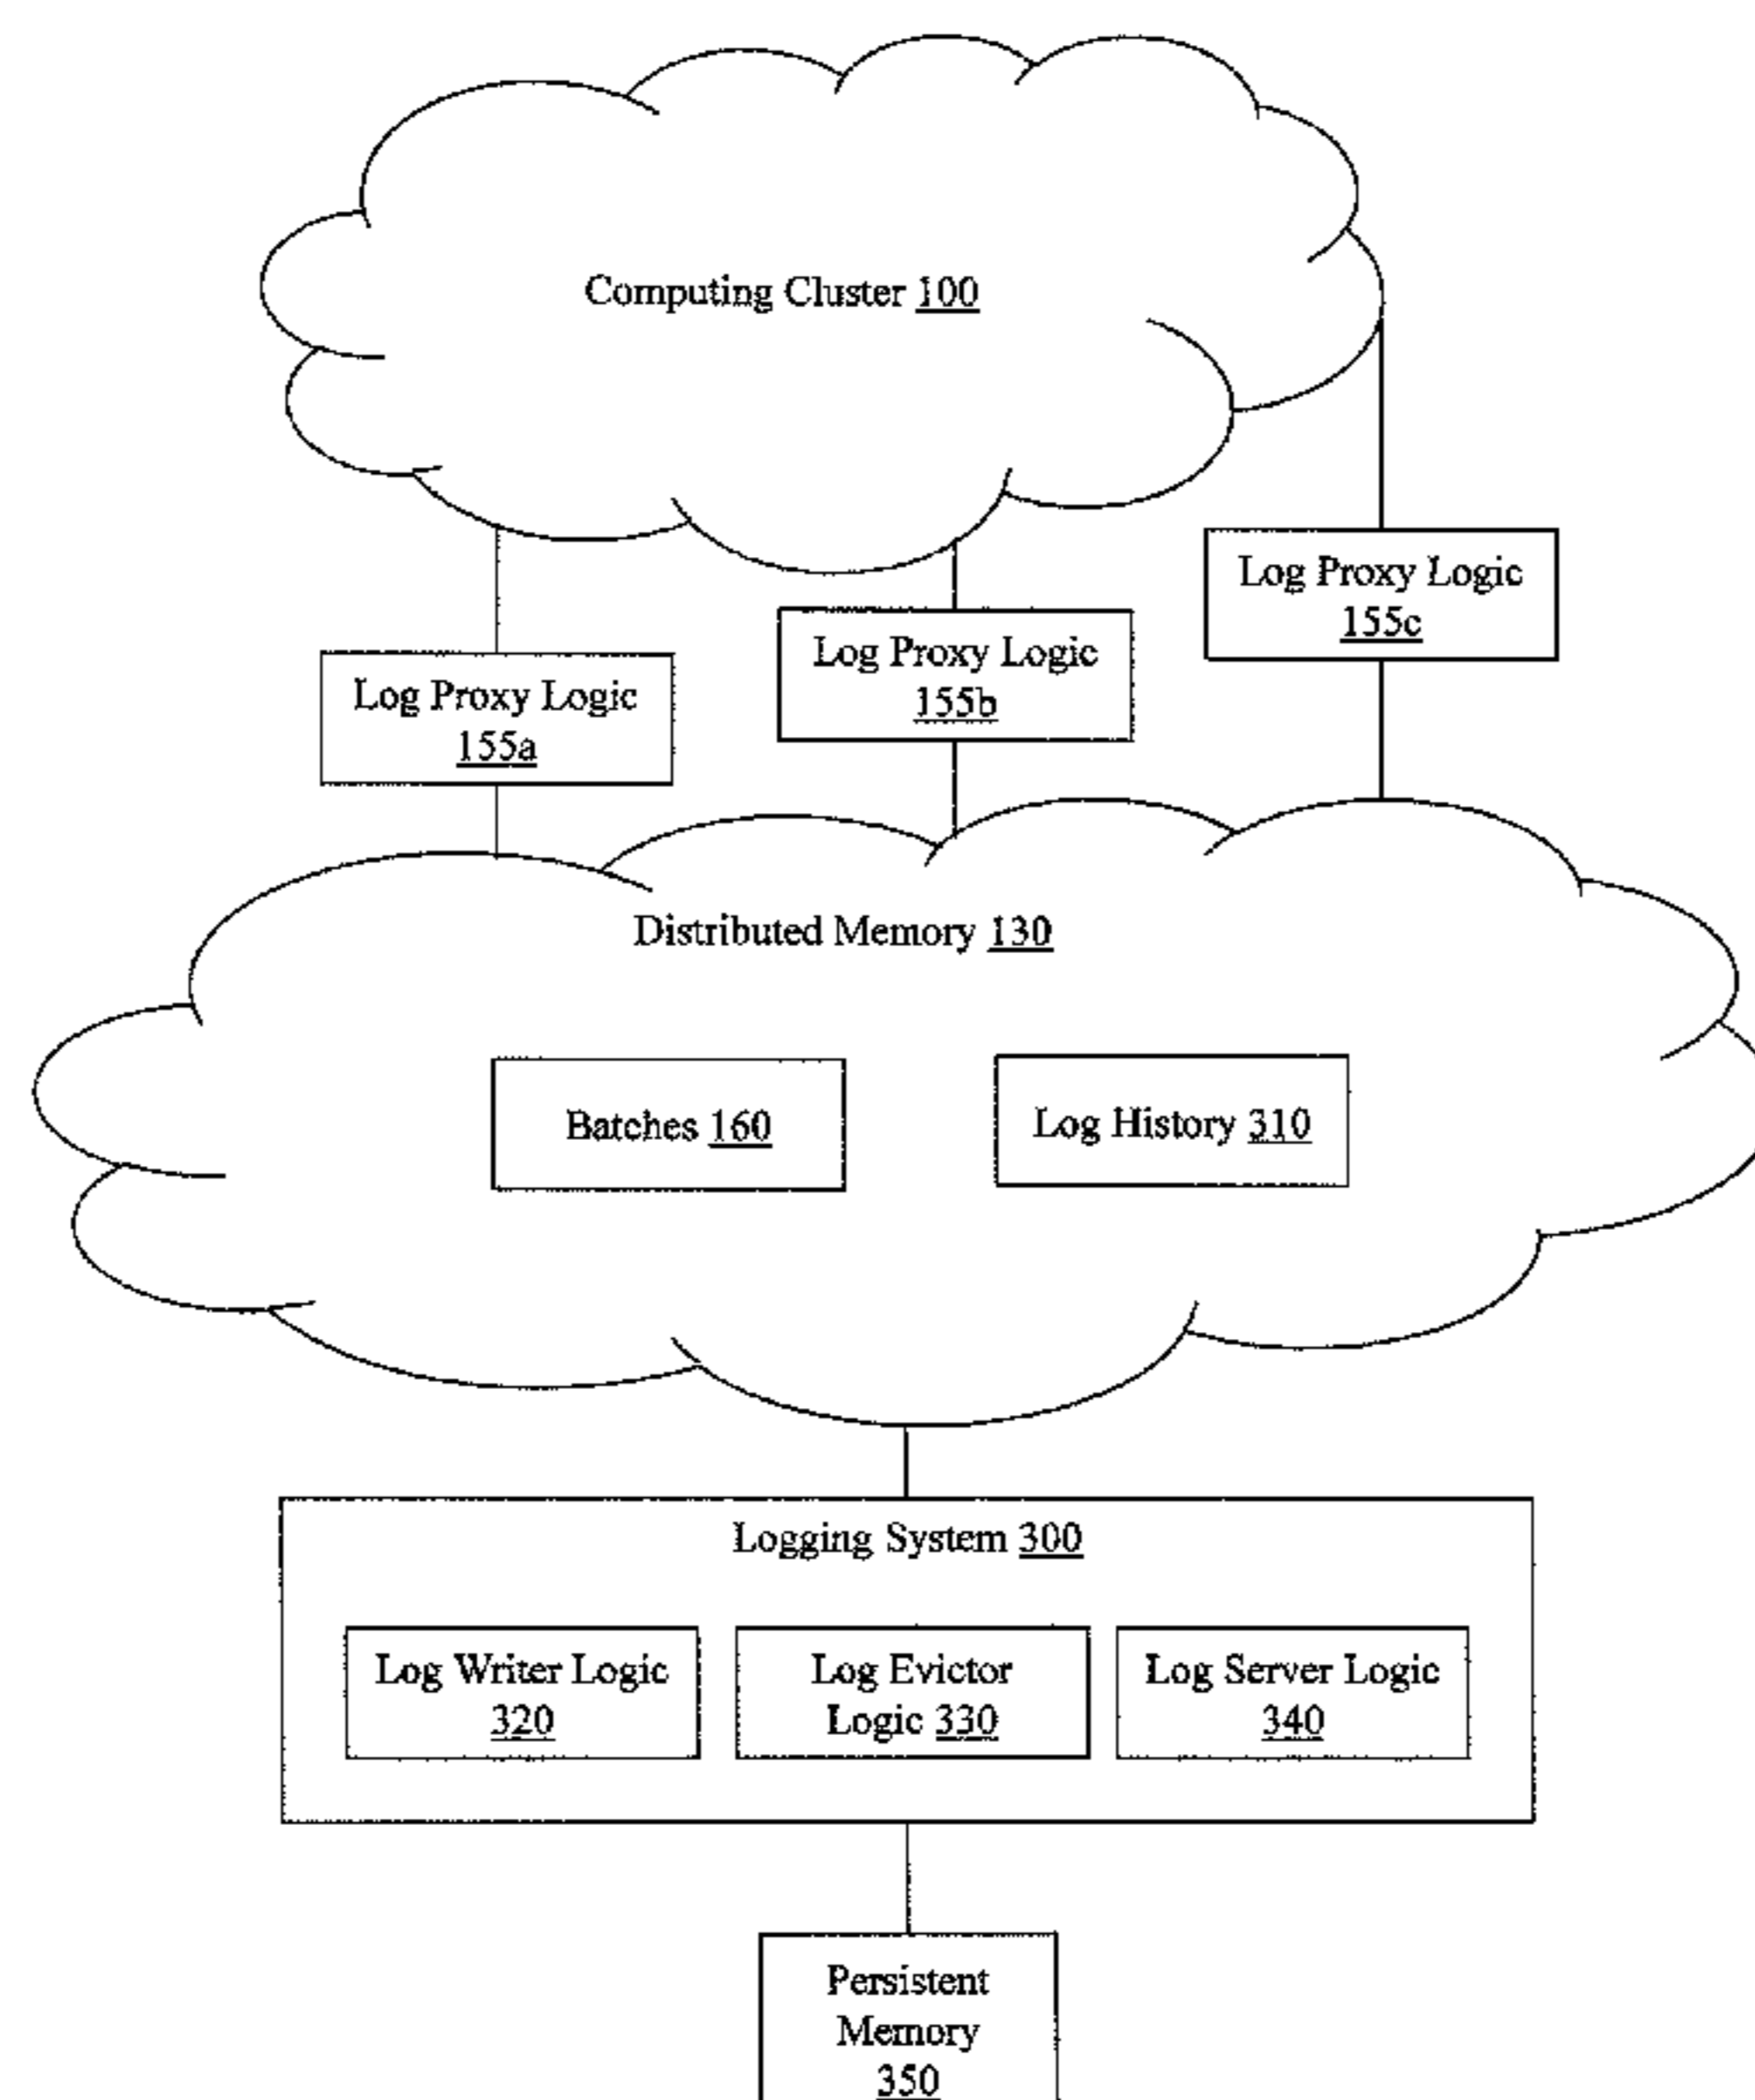 Computing Cluster 100
Log Proxy Logic
155c
Log Proxy Logic
155b
Log Proxy Logic
155a
Distributed Memory 130
Batches 160
Log History 310
Logging System 300
Log Writer Logic
320
Log Evictor
Logic 330
Log Server Logic
340
Persistent
Memory
350